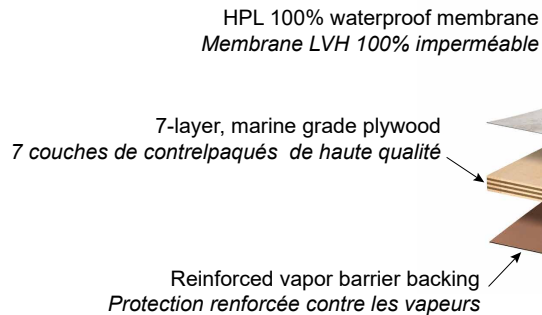 HPL 100% waterproof membrane
Membrane LVH 100% imperméable
7-layer, marine grade plywood
7 couches de contrelpaqués de haute qualité
Reinforced vapor barrier backing
Protection renforcée contre les vapeurs